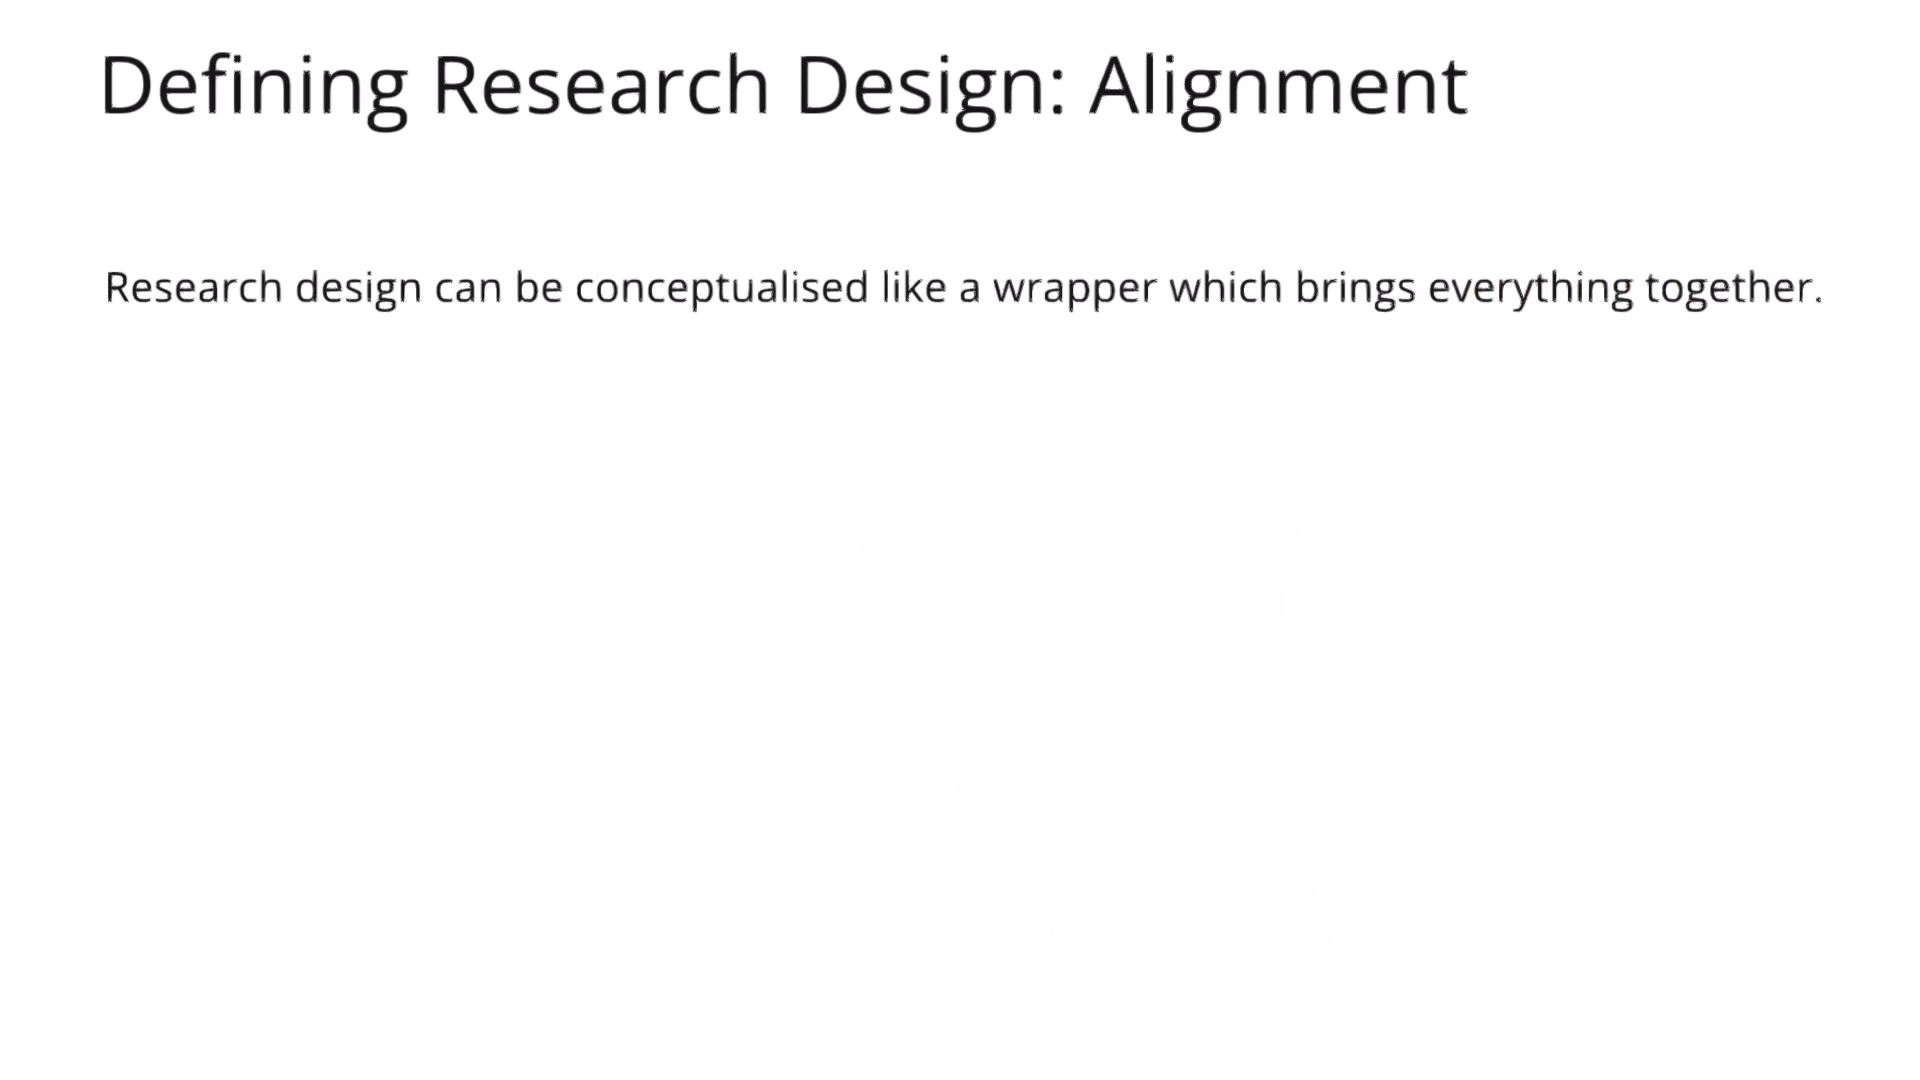 Defining Research Design: Alignment
Research design can be conceptualised like a wrapper which brings everything together.